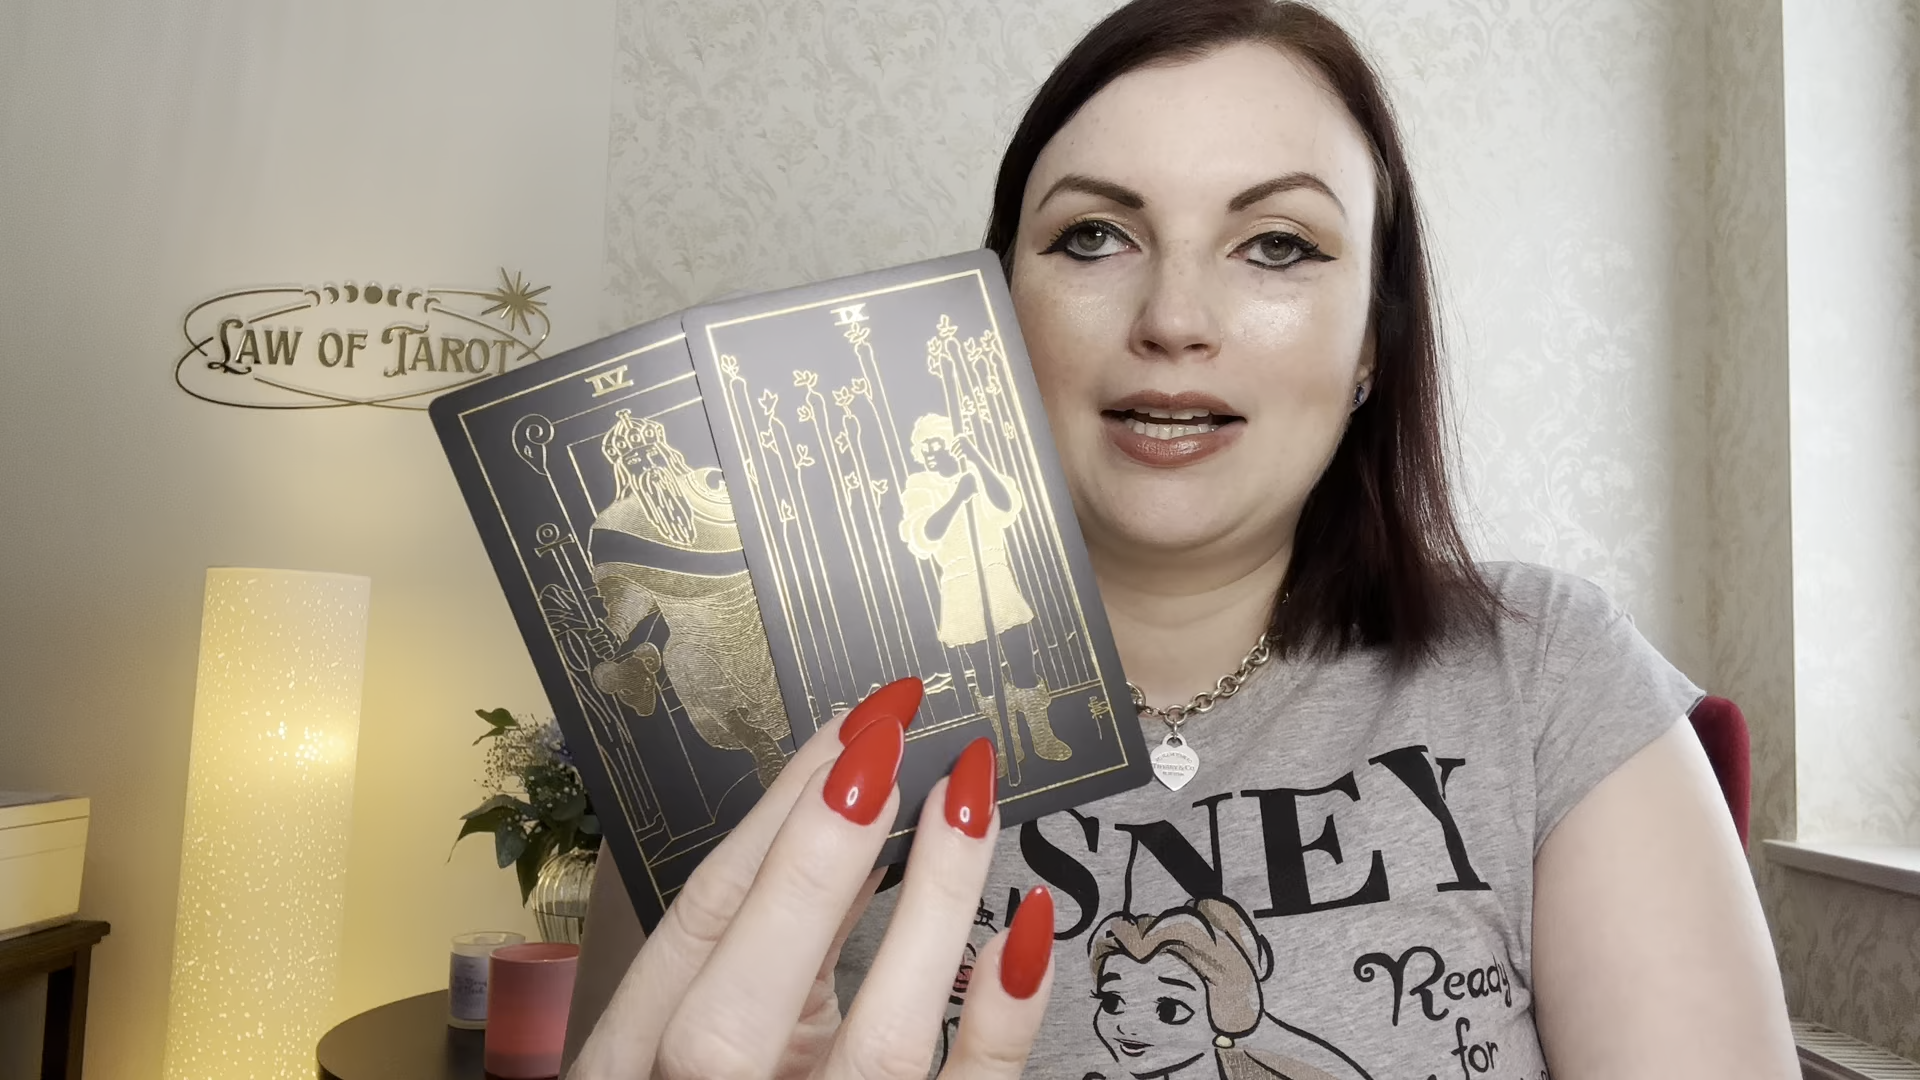 LAW OF TAROT
IV
IX
SNEY
Ready
for